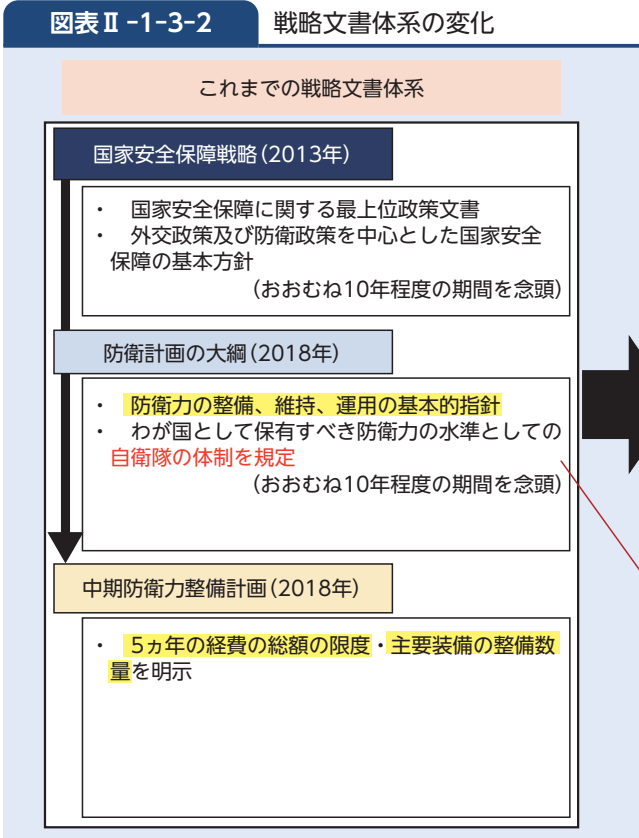 図表Ⅱ-1-3-2 戦略文書体系の変化
これまでの戦略文書体系
国家安全保障戦略(2013年)
・ 国家安全保障に関する最上位政策文書
・ 外交政策及び防衛政策を中心とした国家安全
保障の基本方針
(おおむね10年程度の期間を念頭)
防衛計画の大綱(2018年)
・ 防衛力の整備、維持、運用の基本的指針
・ わが国として保有すべき防衛力の水準としての
自衛隊の体制を規定
(おおむね10年程度の期間を念頭)
中期防衛力整備計画(2018年)
・ 5ヵ年の経費の総額の限度・主要装備の整備数
量を明示